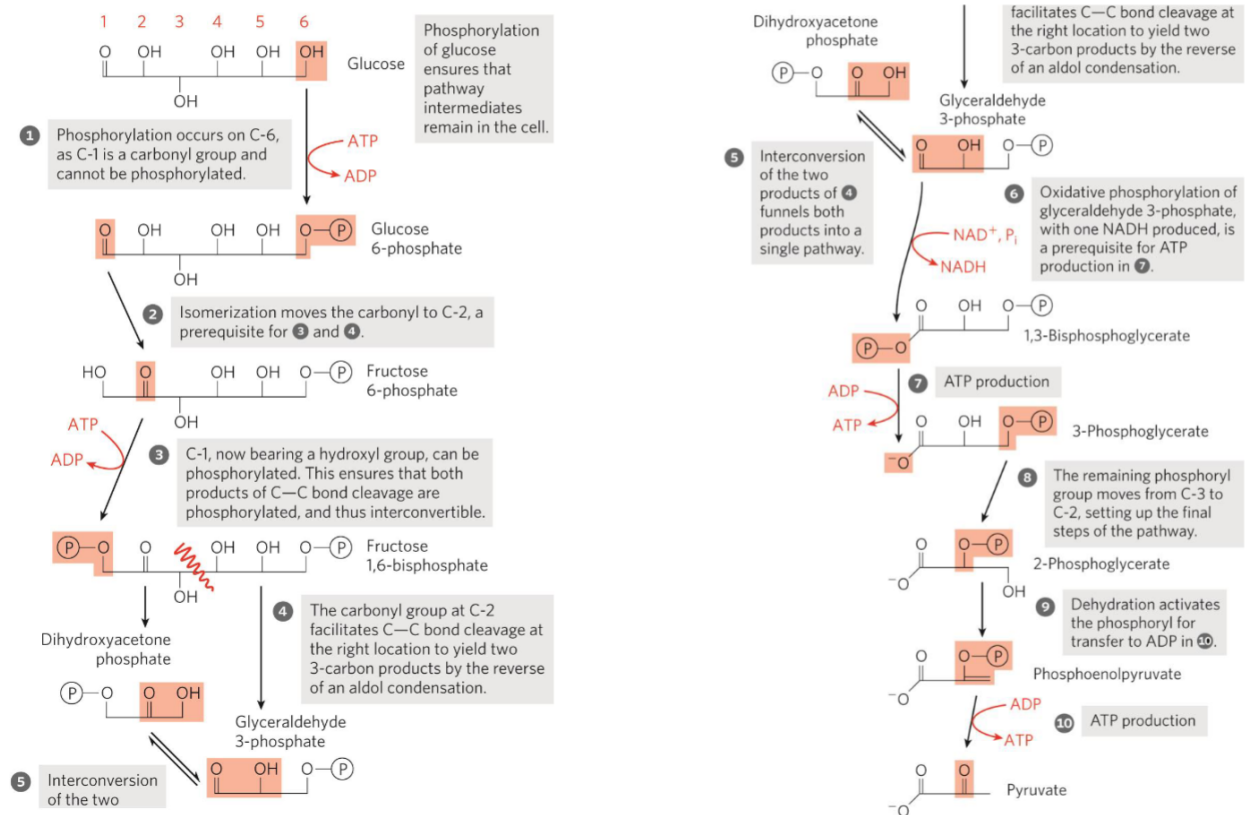 1 2 3 4 5 6
O OH OH OH OH
OH
Glucose
Phosphorylation
of glucose
ensures that
pathway
intermediates
remain in the cell.
1 Phosphorylation occurs on C-6,
as C-1 is a carbonyl group and
cannot be phosphorylated.
ATP
ADP
O OH OH OH O P
OH
Glucose
6-phosphate
2 Isomerization moves the carbonyl to C-2, a
prerequisite for 3 and 4.
HO O OH OH O P
OH
Fructose
6-phosphate
ATP
ADP
3 C-1, now bearing a hydroxyl group, can be
phosphorylated. This ensures that both
products of C—C bond cleavage are
phosphorylated, and thus interconvertible.
P O O OH OH O P
OH
Fructose
1,6-bisphosphate
4 The carbonyl group at C-2
facilitates C—C bond cleavage at
the right location to yield two
3-carbon products by the reverse
of an aldol condensation.
Dihydroxyacetone
phosphate
P O O OH
Glyceraldehyde
3-phosphate
O OH O P
5 Interconversion
of the two
facilitates C—C bond cleavage at
the right location to yield two
3-carbon products by the reverse
of an aldol condensation.
Dihydroxyacetone
phosphate
P O O OH
Glyceraldehyde
3-phosphate
O OH O P
5 Interconversion
of the two
products of 4
funnels both
products into a
single pathway.
6 Oxidative phosphorylation of
glyceraldehyde 3-phosphate,
with one NADH produced, is
a prerequisite for ATP
production in 7.
NAD+, Pi
NADH
O OH O P
P O
1,3-Bisphosphoglycerate
ADP
ATP
7 ATP production
O OH O P
−O
3-Phosphoglycerate
8 The remaining phosphoryl
group moves from C-3 to
C-2, setting up the final
steps of the pathway.
O O P
−O OH
2-Phosphoglycerate
9 Dehydration activates
the phosphoryl for
transfer to ADP in 10.
O O P
−O
Phosphoenolpyruvate
ADP
ATP
10 ATP production
O O
−O
Pyruvate